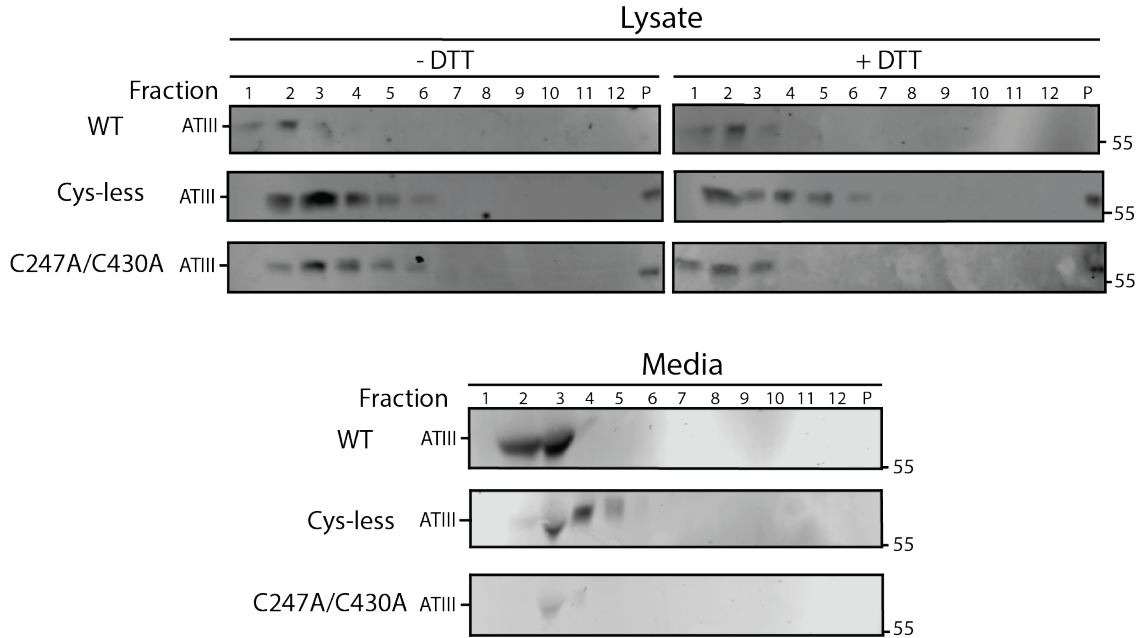 Lysate
- DTT + DTT
Fraction 1 2 3 4 5 6 7 8 9 10 11 12 P 1 2 3 4 5 6 7 8 9 10 11 12 P
WT ATIII 55
Cys-less ATIII 55
C247A/C430A ATIII 55
Media
Fraction 1 2 3 4 5 6 7 8 9 10 11 12 P
WT ATIII 55
Cys-less ATIII 55
C247A/C430A ATIII 55